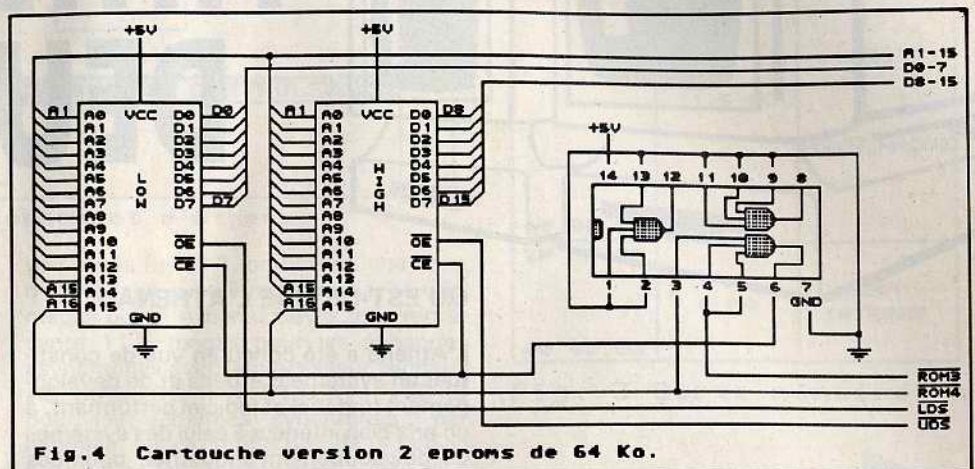 +5V +5V
A1-15
D0-7
D8-15
A1 A0 VCC D0 D0
A1 D1
A2 D2
A3 D3
A4 D4
A5 L D5
A6 O D6
A7 W D7 D7
A8
A9
A10 OE
A11
A12 CE
A13
A15 A14
A16 A15
GND
A1 A0 VCC D0 D8
A1 D1
A2 D2
A3 D3
A4 H D4
A5 I D5
A6 G D6
A7 H D7 D15
A8
A9
A10 OE
A11
A12 CE
A13
A15 A14
A16 A15
GND
+5V
14 13 12 11 10 9 8
1 2 3 4 5 6 7
GND
ROM3
ROM4
LDS
UDS
Fig.4 Cartouche version 2 eproms de 64 Ko.